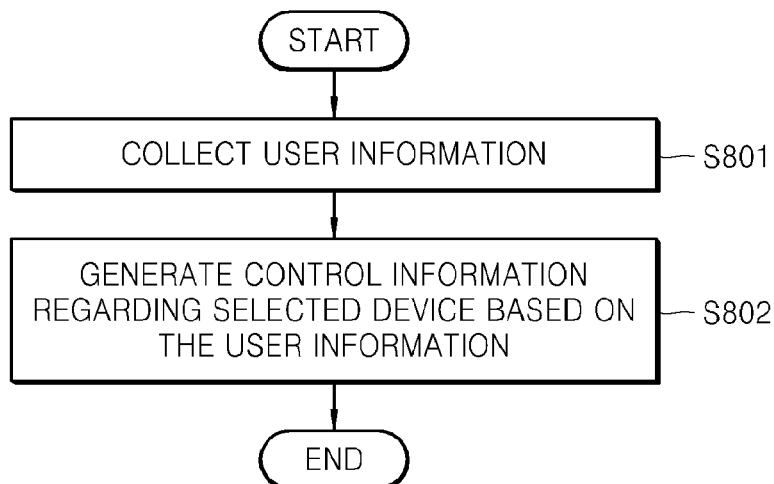 START
COLLECT USER INFORMATION
S801
GENERATE CONTROL INFORMATION
REGARDING SELECTED DEVICE BASED ON
THE USER INFORMATION
S802
END